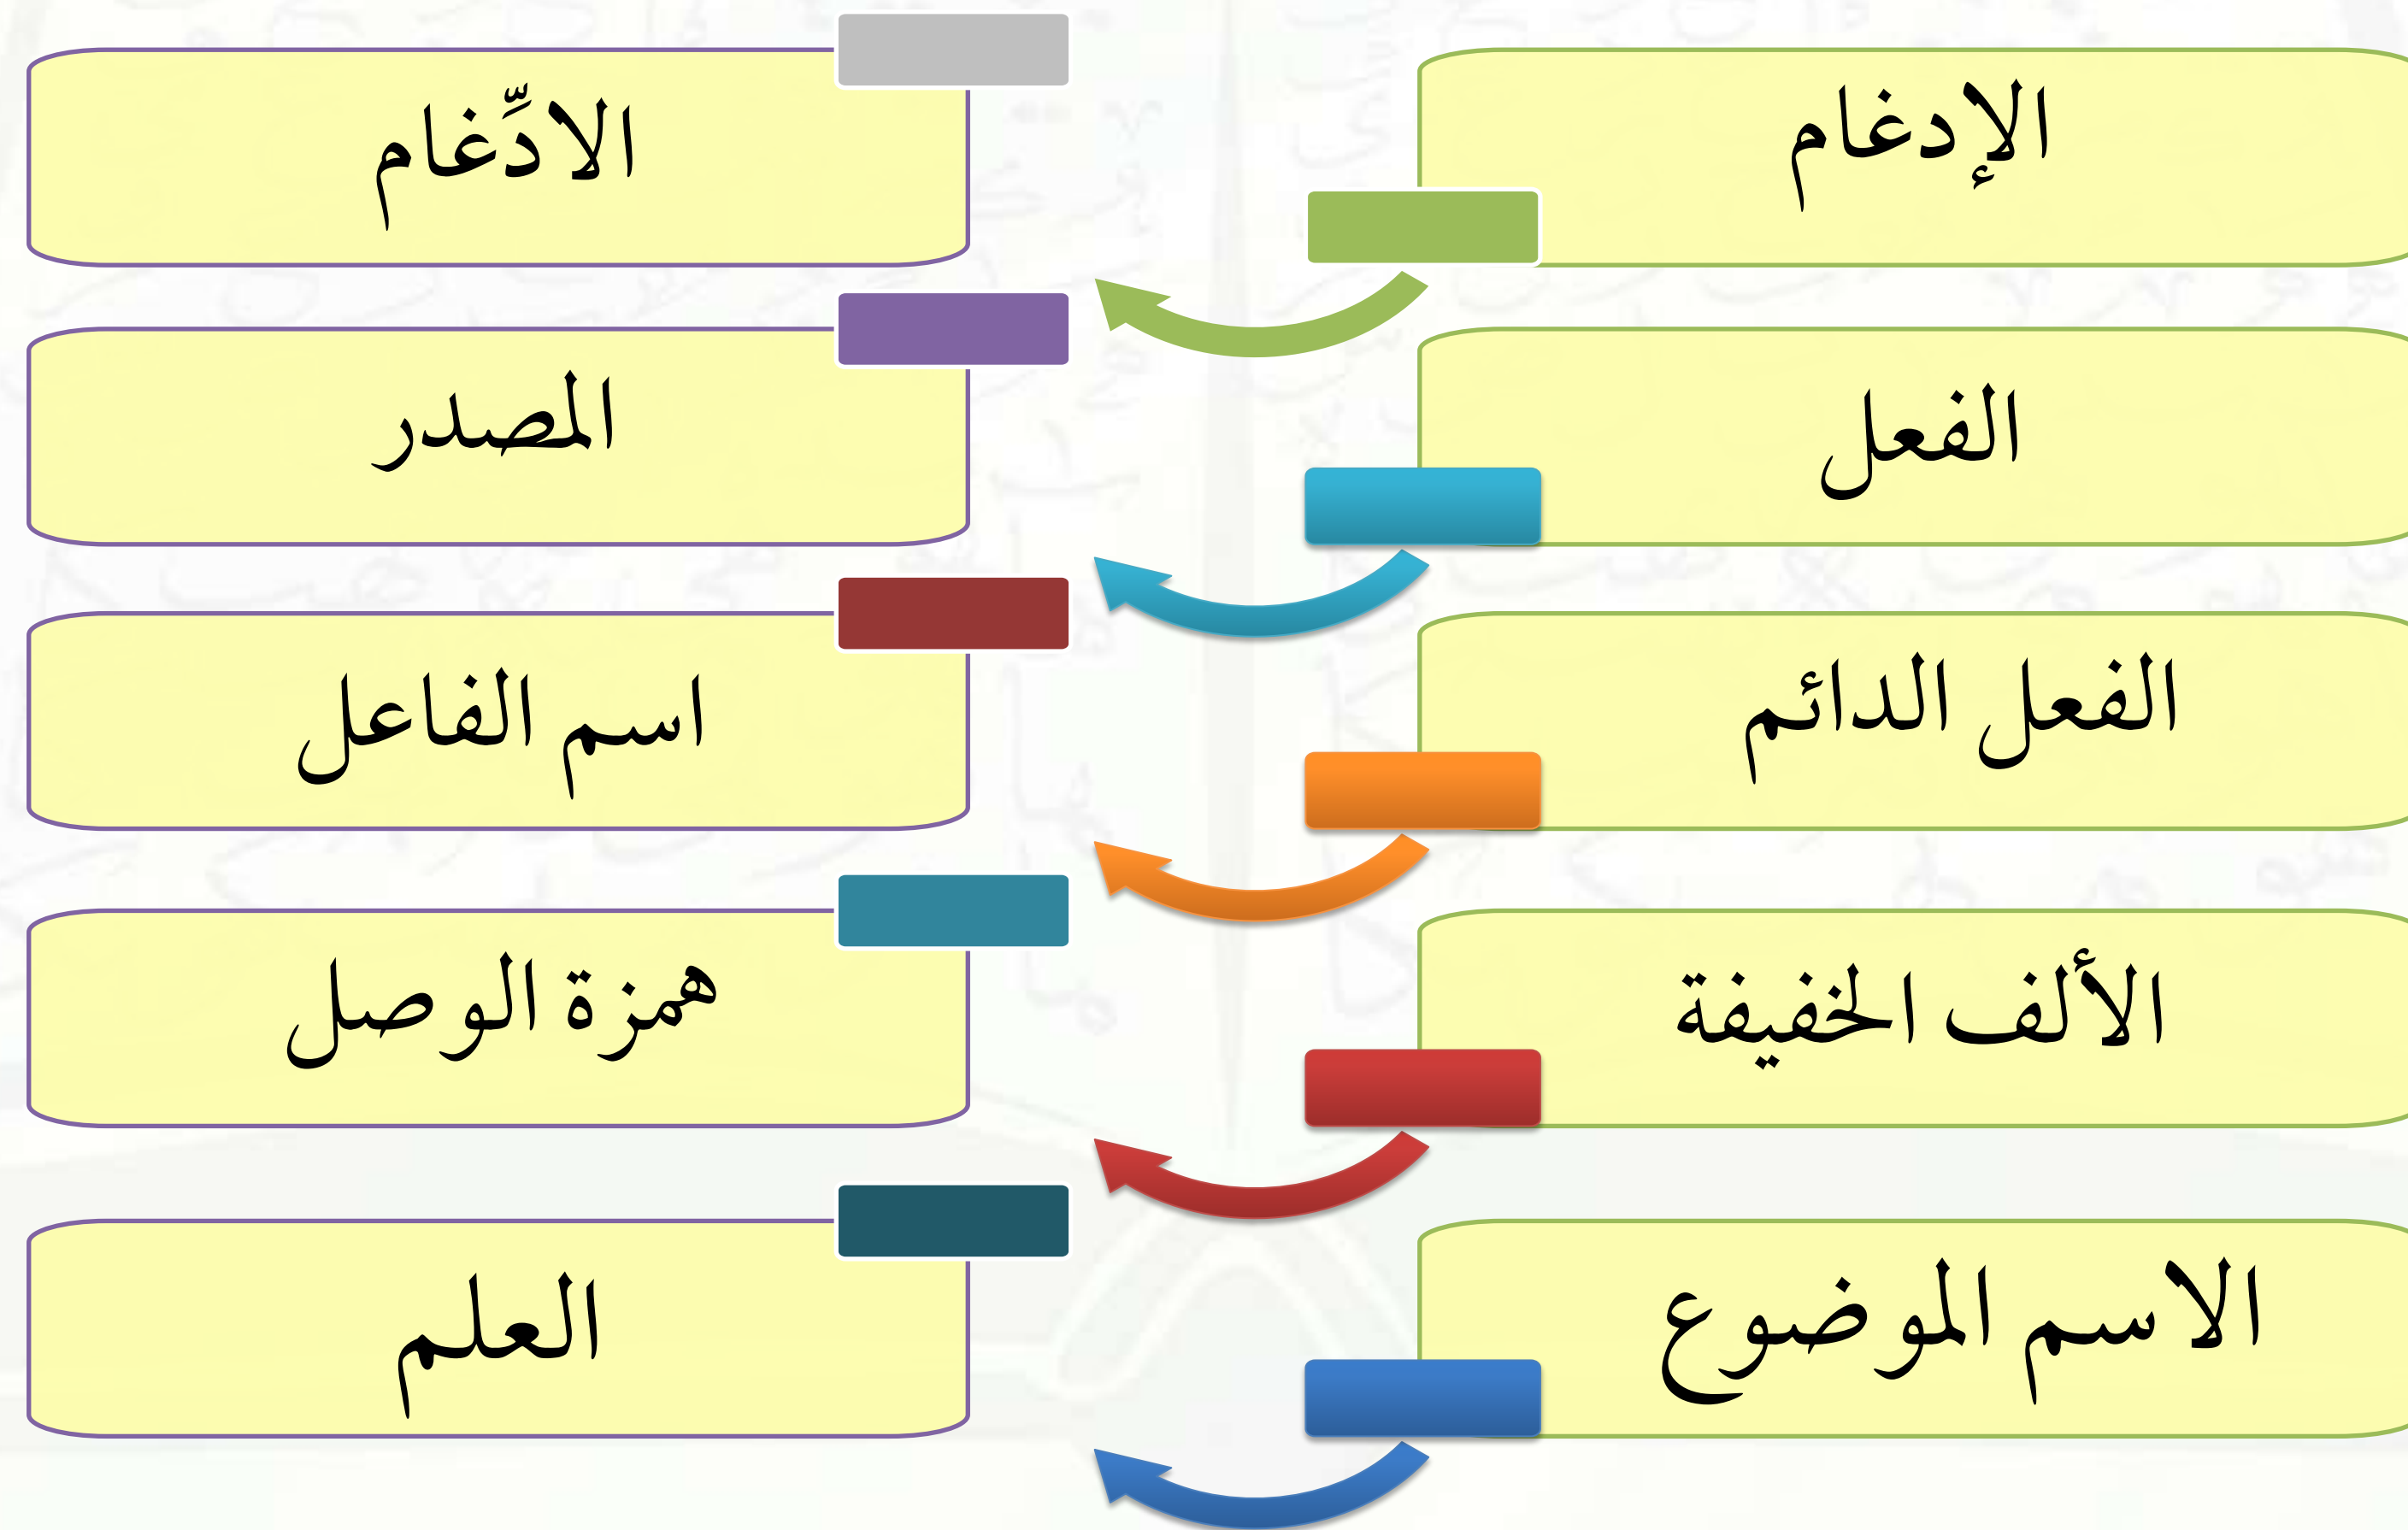 الإدغام
الادِّغام
الفعل
المصدر
الفعل الدائم
اسم الفاعل
الألف الخفيفة
همزة الوصل
الاسم الموضوع
العلم